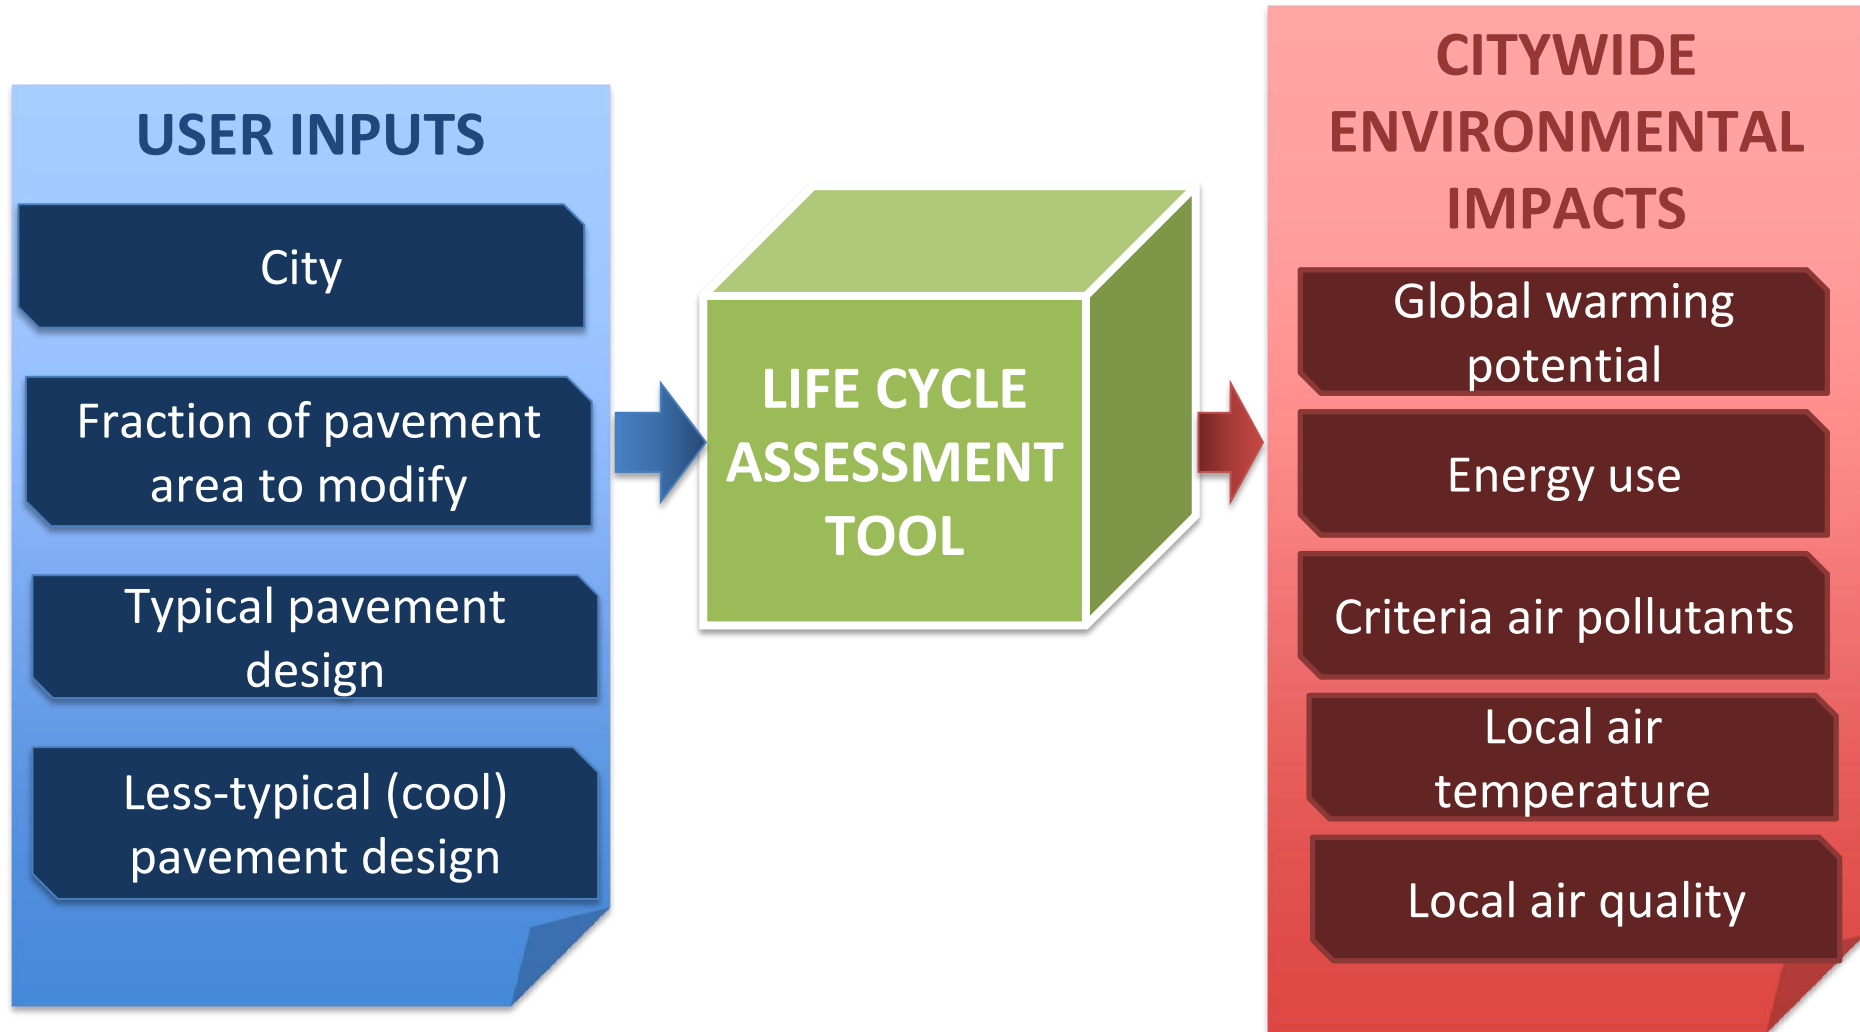 USER INPUTS
City
Fraction of pavement
area to modify
Typical pavement
design
Less-typical (cool)
pavement design
LIFE CYCLE
ASSESSMENT
TOOL
CITYWIDE
ENVIRONMENTAL
IMPACTS
Global warming
potential
Energy use
Criteria air pollutants
Local air
temperature
Local air quality